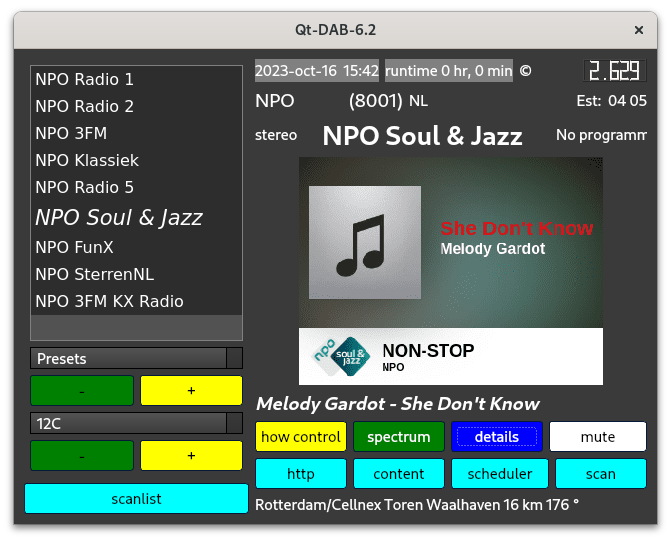 Qt-DAB-6.2
×
NPO Radio 1
NPO Radio 2
NPO 3FM
NPO Klassiek
NPO Radio 5
NPO Soul & Jazz
NPO FunX
NPO SterrenNL
NPO 3FM KX Radio
Presets
- +
12C
- +
scanlist
2023-oct-16 15:42 runtime 0 hr, 0 min © 2.629
NPO (8001) NL Est: 04 05
stereo NPO Soul & Jazz No programm
She Don't Know
Melody Gardot
npo soul & jazz
NON-STOP
NPO
Melody Gardot - She Don't Know
how control spectrum details mute
http content scheduler scan
Rotterdam/Cellnex Toren Waalhaven 16 km 176 °